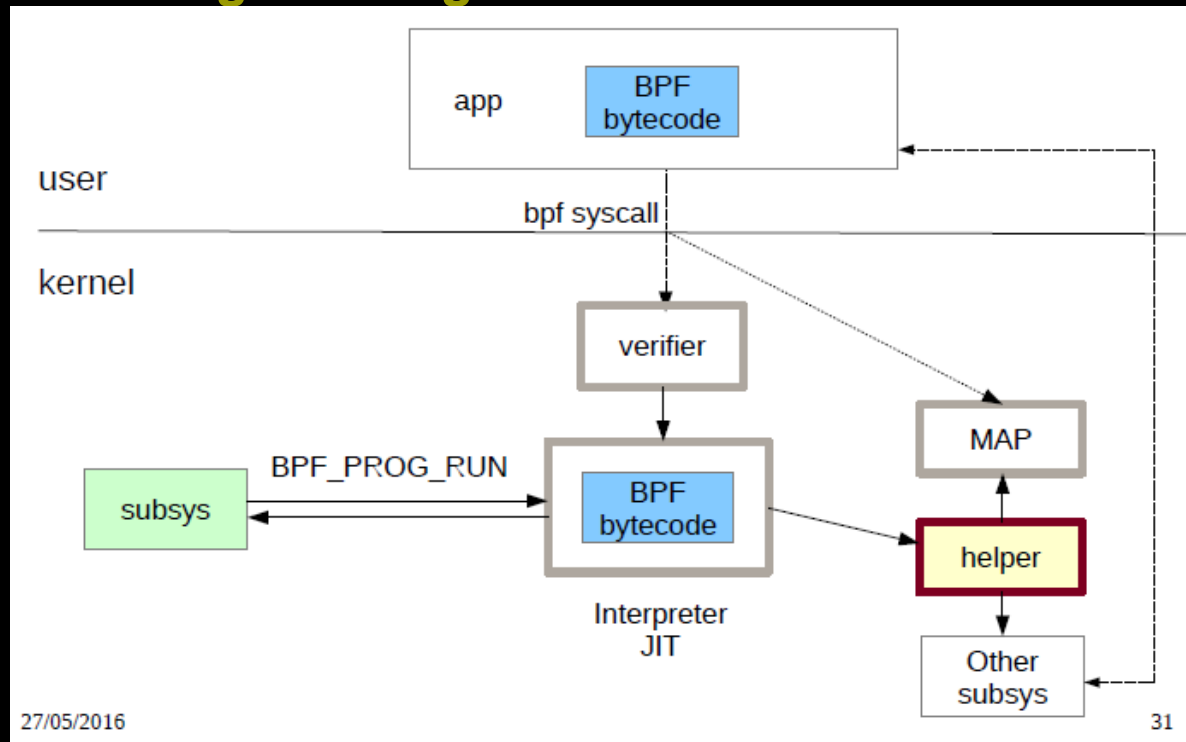 app
BPF
bytecode
user
bpf syscall
kernel
verifier
MAP
BPF_PROG_RUN
subsys
BPF
bytecode
helper
Interpreter
JIT
Other
subsys
27/05/2016
31